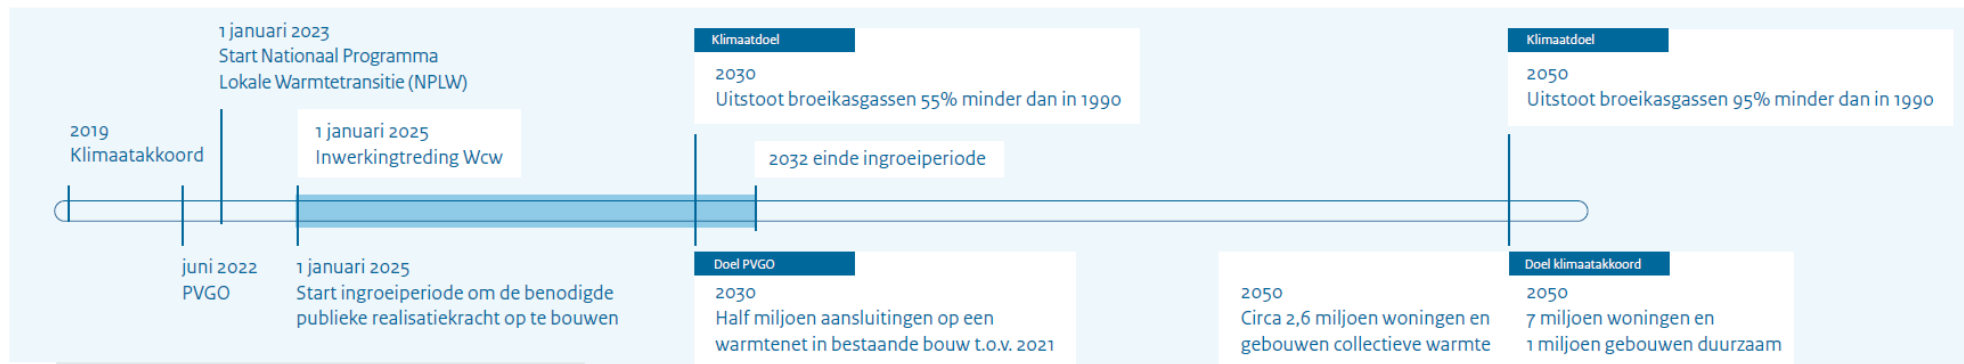 1 januari 2023
Start Nationaal Programma
Lokale Warmtetransitie (NPLW)
Klimaatdoel
2030
Uitstoot broeikasgassen 55% minder dan in 1990
Klimaatdoel
2050
Uitstoot broeikasgassen 95% minder dan in 1990
2019
Klimaatakkoord
1 januari 2025
Inwerkingtreding Wcw
2032 einde ingroeiperiode
juni 2022
PVGO
1 januari 2025
Start ingroeiperiode om de benodigde
publieke realisatiekracht op te bouwen
Doel PVGO
2030
Half miljoen aansluitingen op een
warmtenet in bestaande bouw t.o.v. 2021
2050
Circa 2,6 miljoen woningen en
gebouwen collectieve warmte
Doel klimaatakkoord
2050
7 miljoen woningen en
1 miljoen gebouwen duurzaam